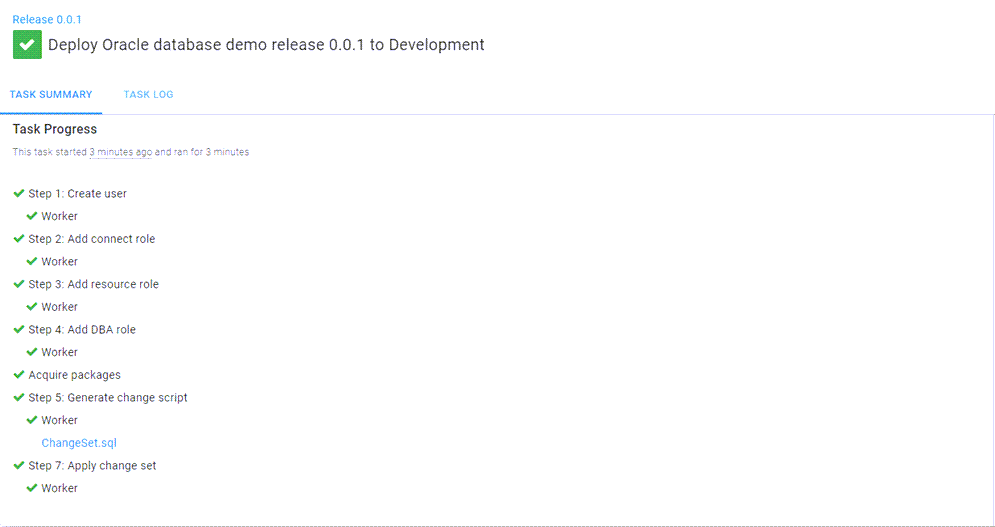 Release 0.0.1
Deploy Oracle database demo release 0.0.1 to Development
TASK SUMMARY TASK LOG
Task Progress
This task started 3 minutes ago and ran for 3 minutes
Step 1: Create user
Worker
Step 2: Add connect role
Worker
Step 3: Add resource role
Worker
Step 4: Add DBA role
Worker
Acquire packages
Step 5: Generate change script
Worker
ChangeSet.sql
Step 7: Apply change set
Worker